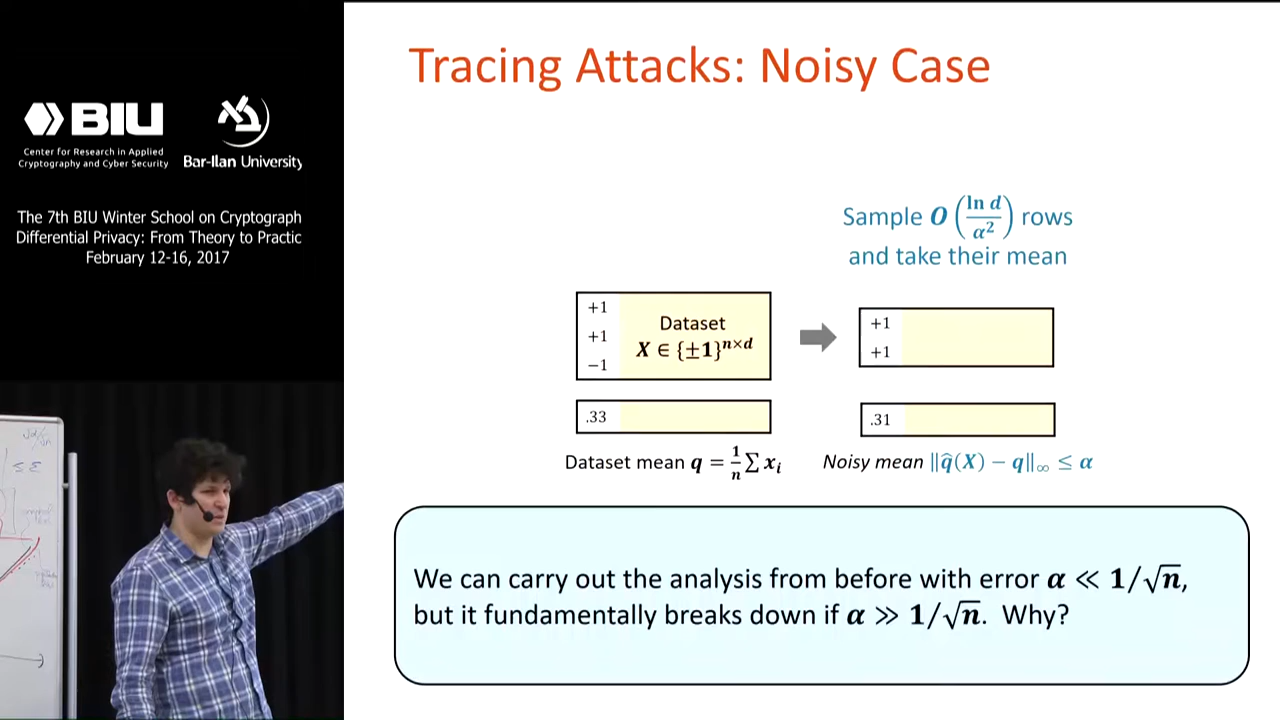 BIU
Center for Research in Applied
Cryptography and Cyber Security
Bar-Ilan University
The 7th BIU Winter School on Cryptograph
Differential Privacy: From Theory to Practic
February 12-16, 2017
Tracing Attacks: Noisy Case
Sample O(ln d / α²) rows
and take their mean
+1
+1
−1
Dataset
X ∈ {±1}ⁿˣᵈ
.33
Dataset mean q = 1/n ∑ xᵢ
+1
+1
.31
Noisy mean ‖q̂(X) − q‖∞ ≤ α
We can carry out the analysis from before with error α ≪ 1/√n,
but it fundamentally breaks down if α ≫ 1/√n. Why?
≤ ε